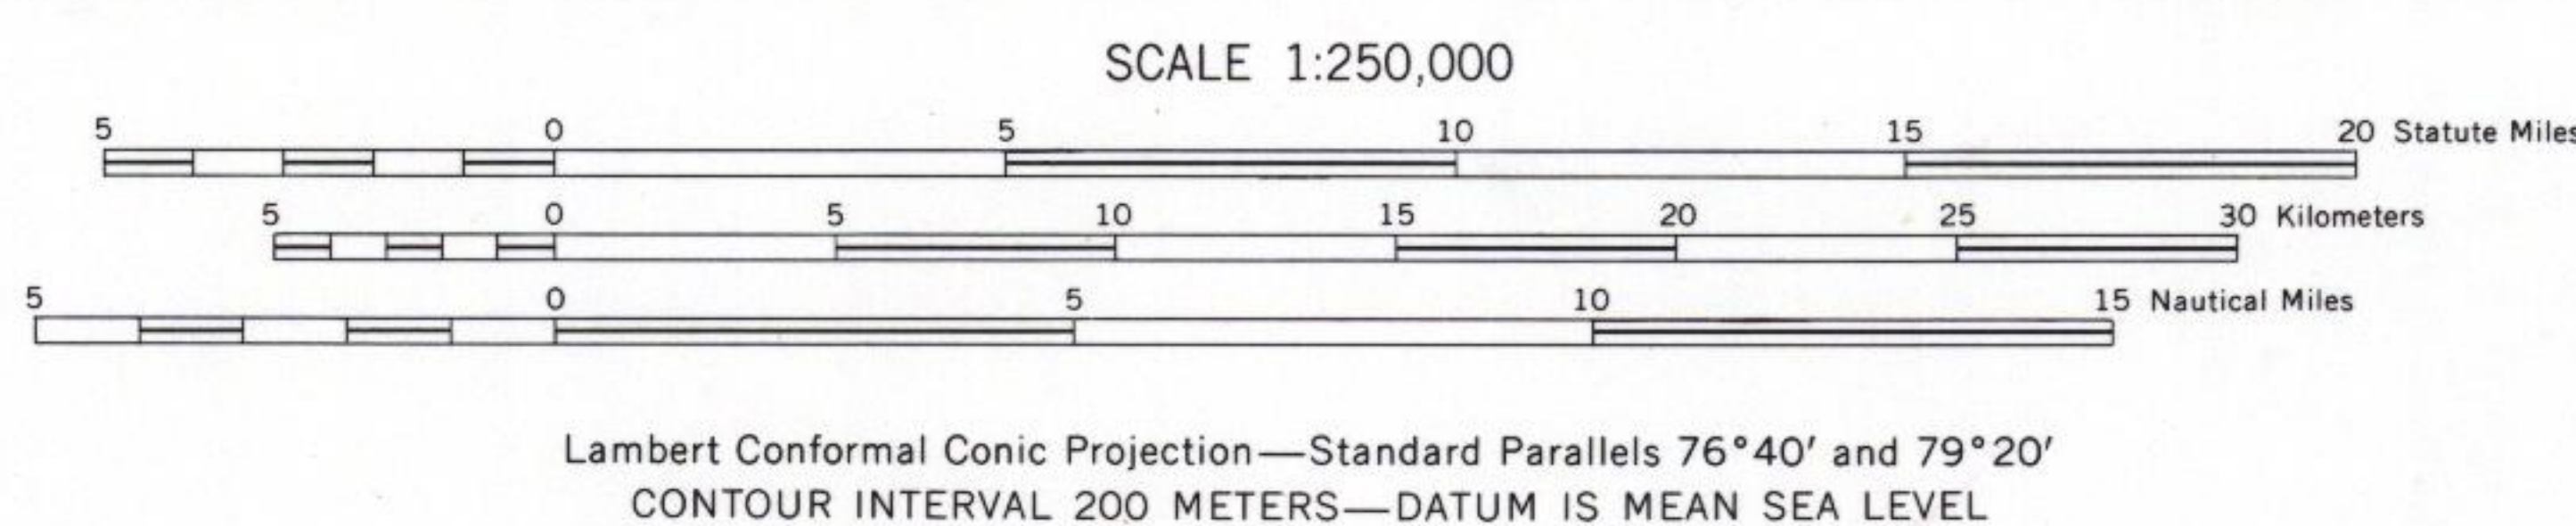 SCALE 1:250,000
5 0 5 10 15 20 Statute Miles
5 0 5 10 15 20 25 30 Kilometers
5 0 5 10 15 Nautical Miles
Lambert Conformal Conic Projection—Standard Parallels 76°40′ and 79°20′
CONTOUR INTERVAL 200 METERS—DATUM IS MEAN SEA LEVEL